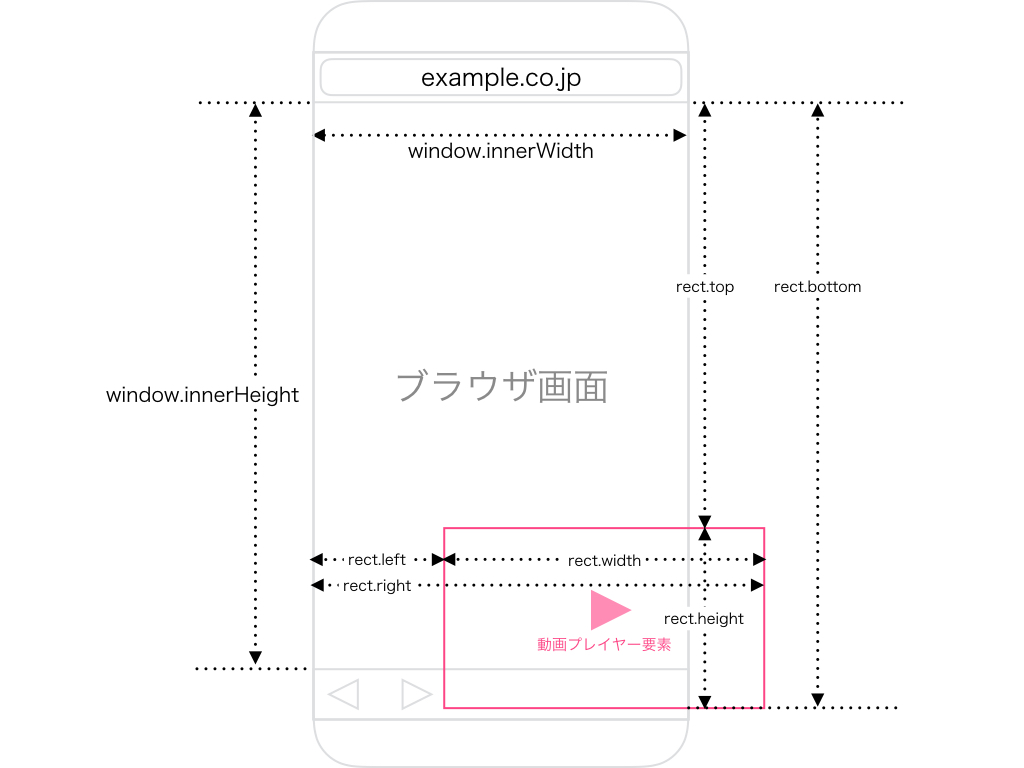 example.co.jp
window.innerWidth
rect.top
rect.bottom
ブラウザ画面
window.innerHeight
rect.left
rect.width
rect.right
rect.height
動画プレイヤー要素